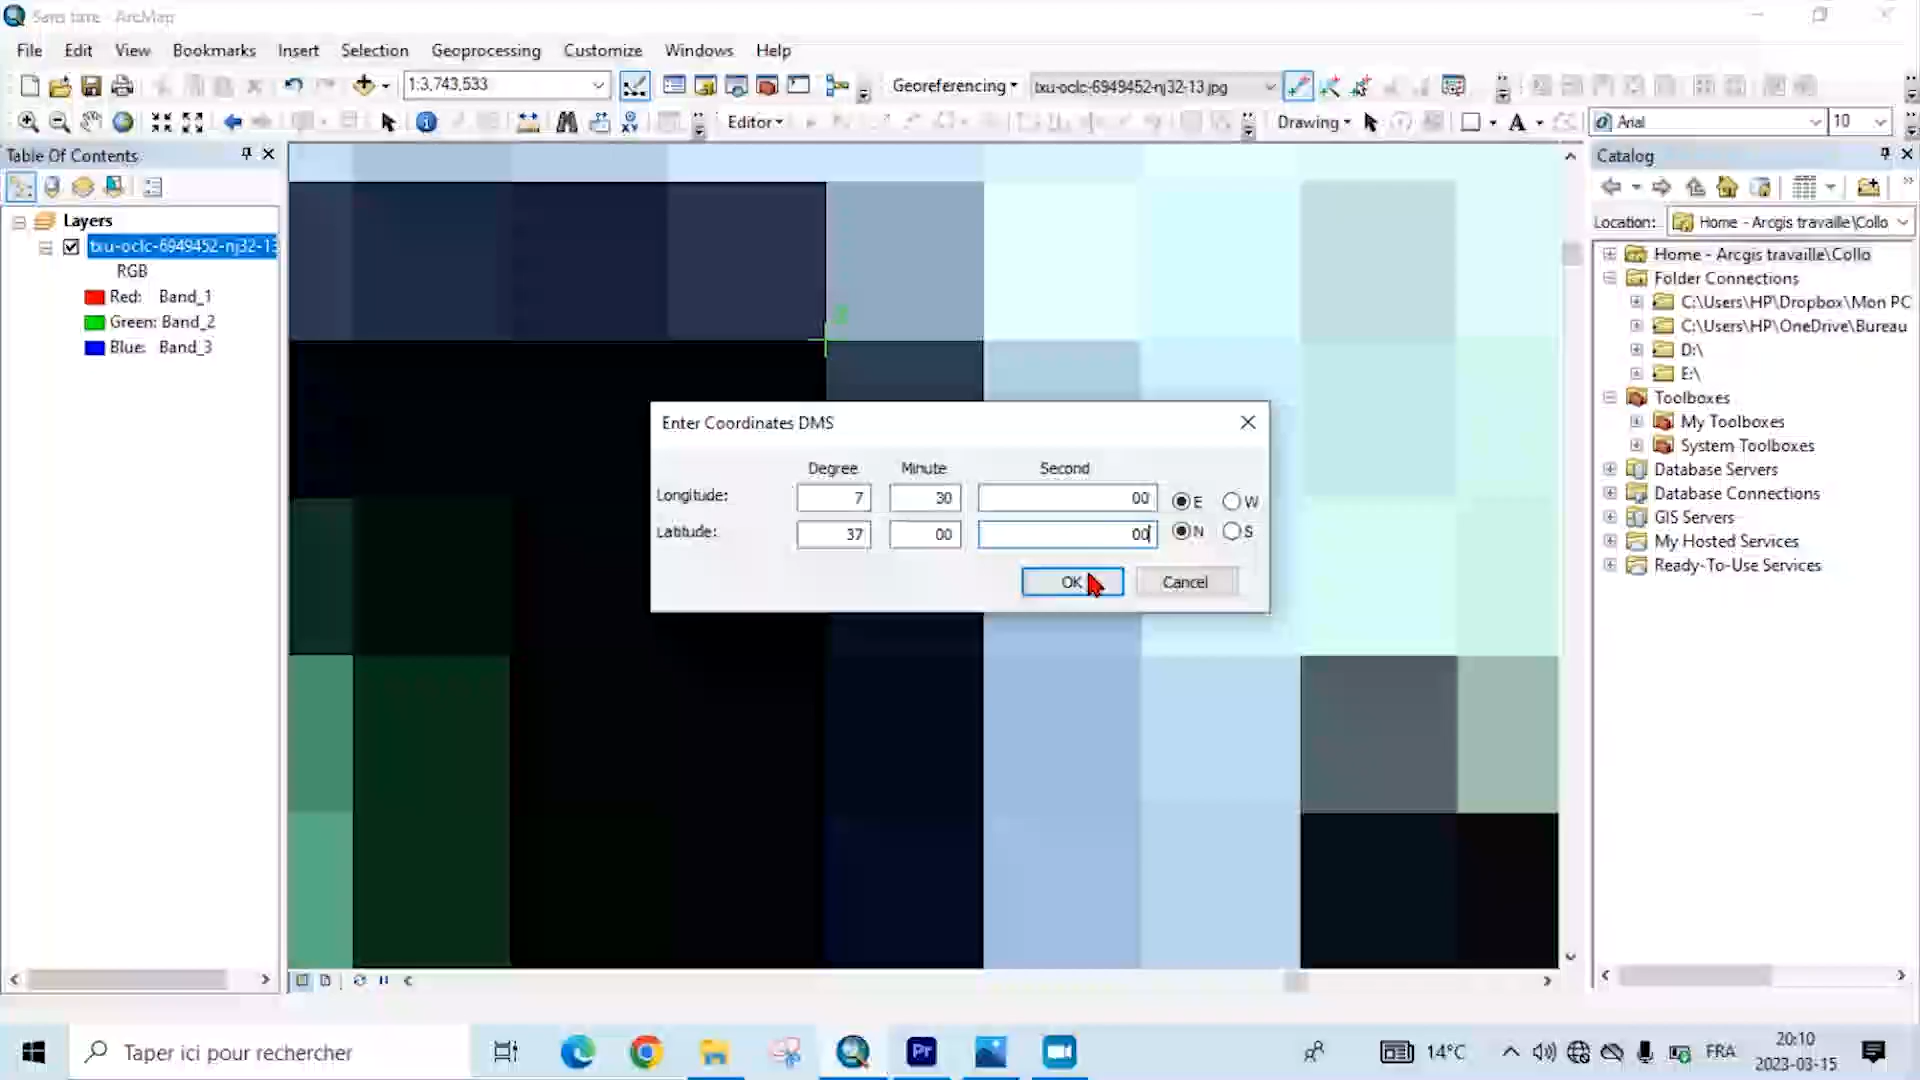 Sans titre - ArcMap
File Edit View Bookmarks Insert Selection Geoprocessing Customize Windows Help
1:3,743,533 Georeferencing txu-oclc-6949452-nj32-13.jpg
Editor Drawing Arial 10
Table Of Contents
Layers
txu-oclc-6949452-nj32-13
RGB
Red: Band_1
Green: Band_2
Blue: Band_3
Enter Coordinates DMS
Degree Minute Second
Longitude: 7 30 00 E W
Latitude: 37 00 00 N S
OK Cancel
Catalog
Location: Home - Arcgis travaille\Collo
Home - Arcgis travaille\Collo
Folder Connections
C:\Users\HP\Dropbox\Mon PC
C:\Users\HP\OneDrive\Bureau
D:\
E:\
Toolboxes
My Toolboxes
System Toolboxes
Database Servers
Database Connections
GIS Servers
My Hosted Services
Ready-To-Use Services
Taper ici pour rechercher
Pr
14°C
FRA
20:10
2023-03-15